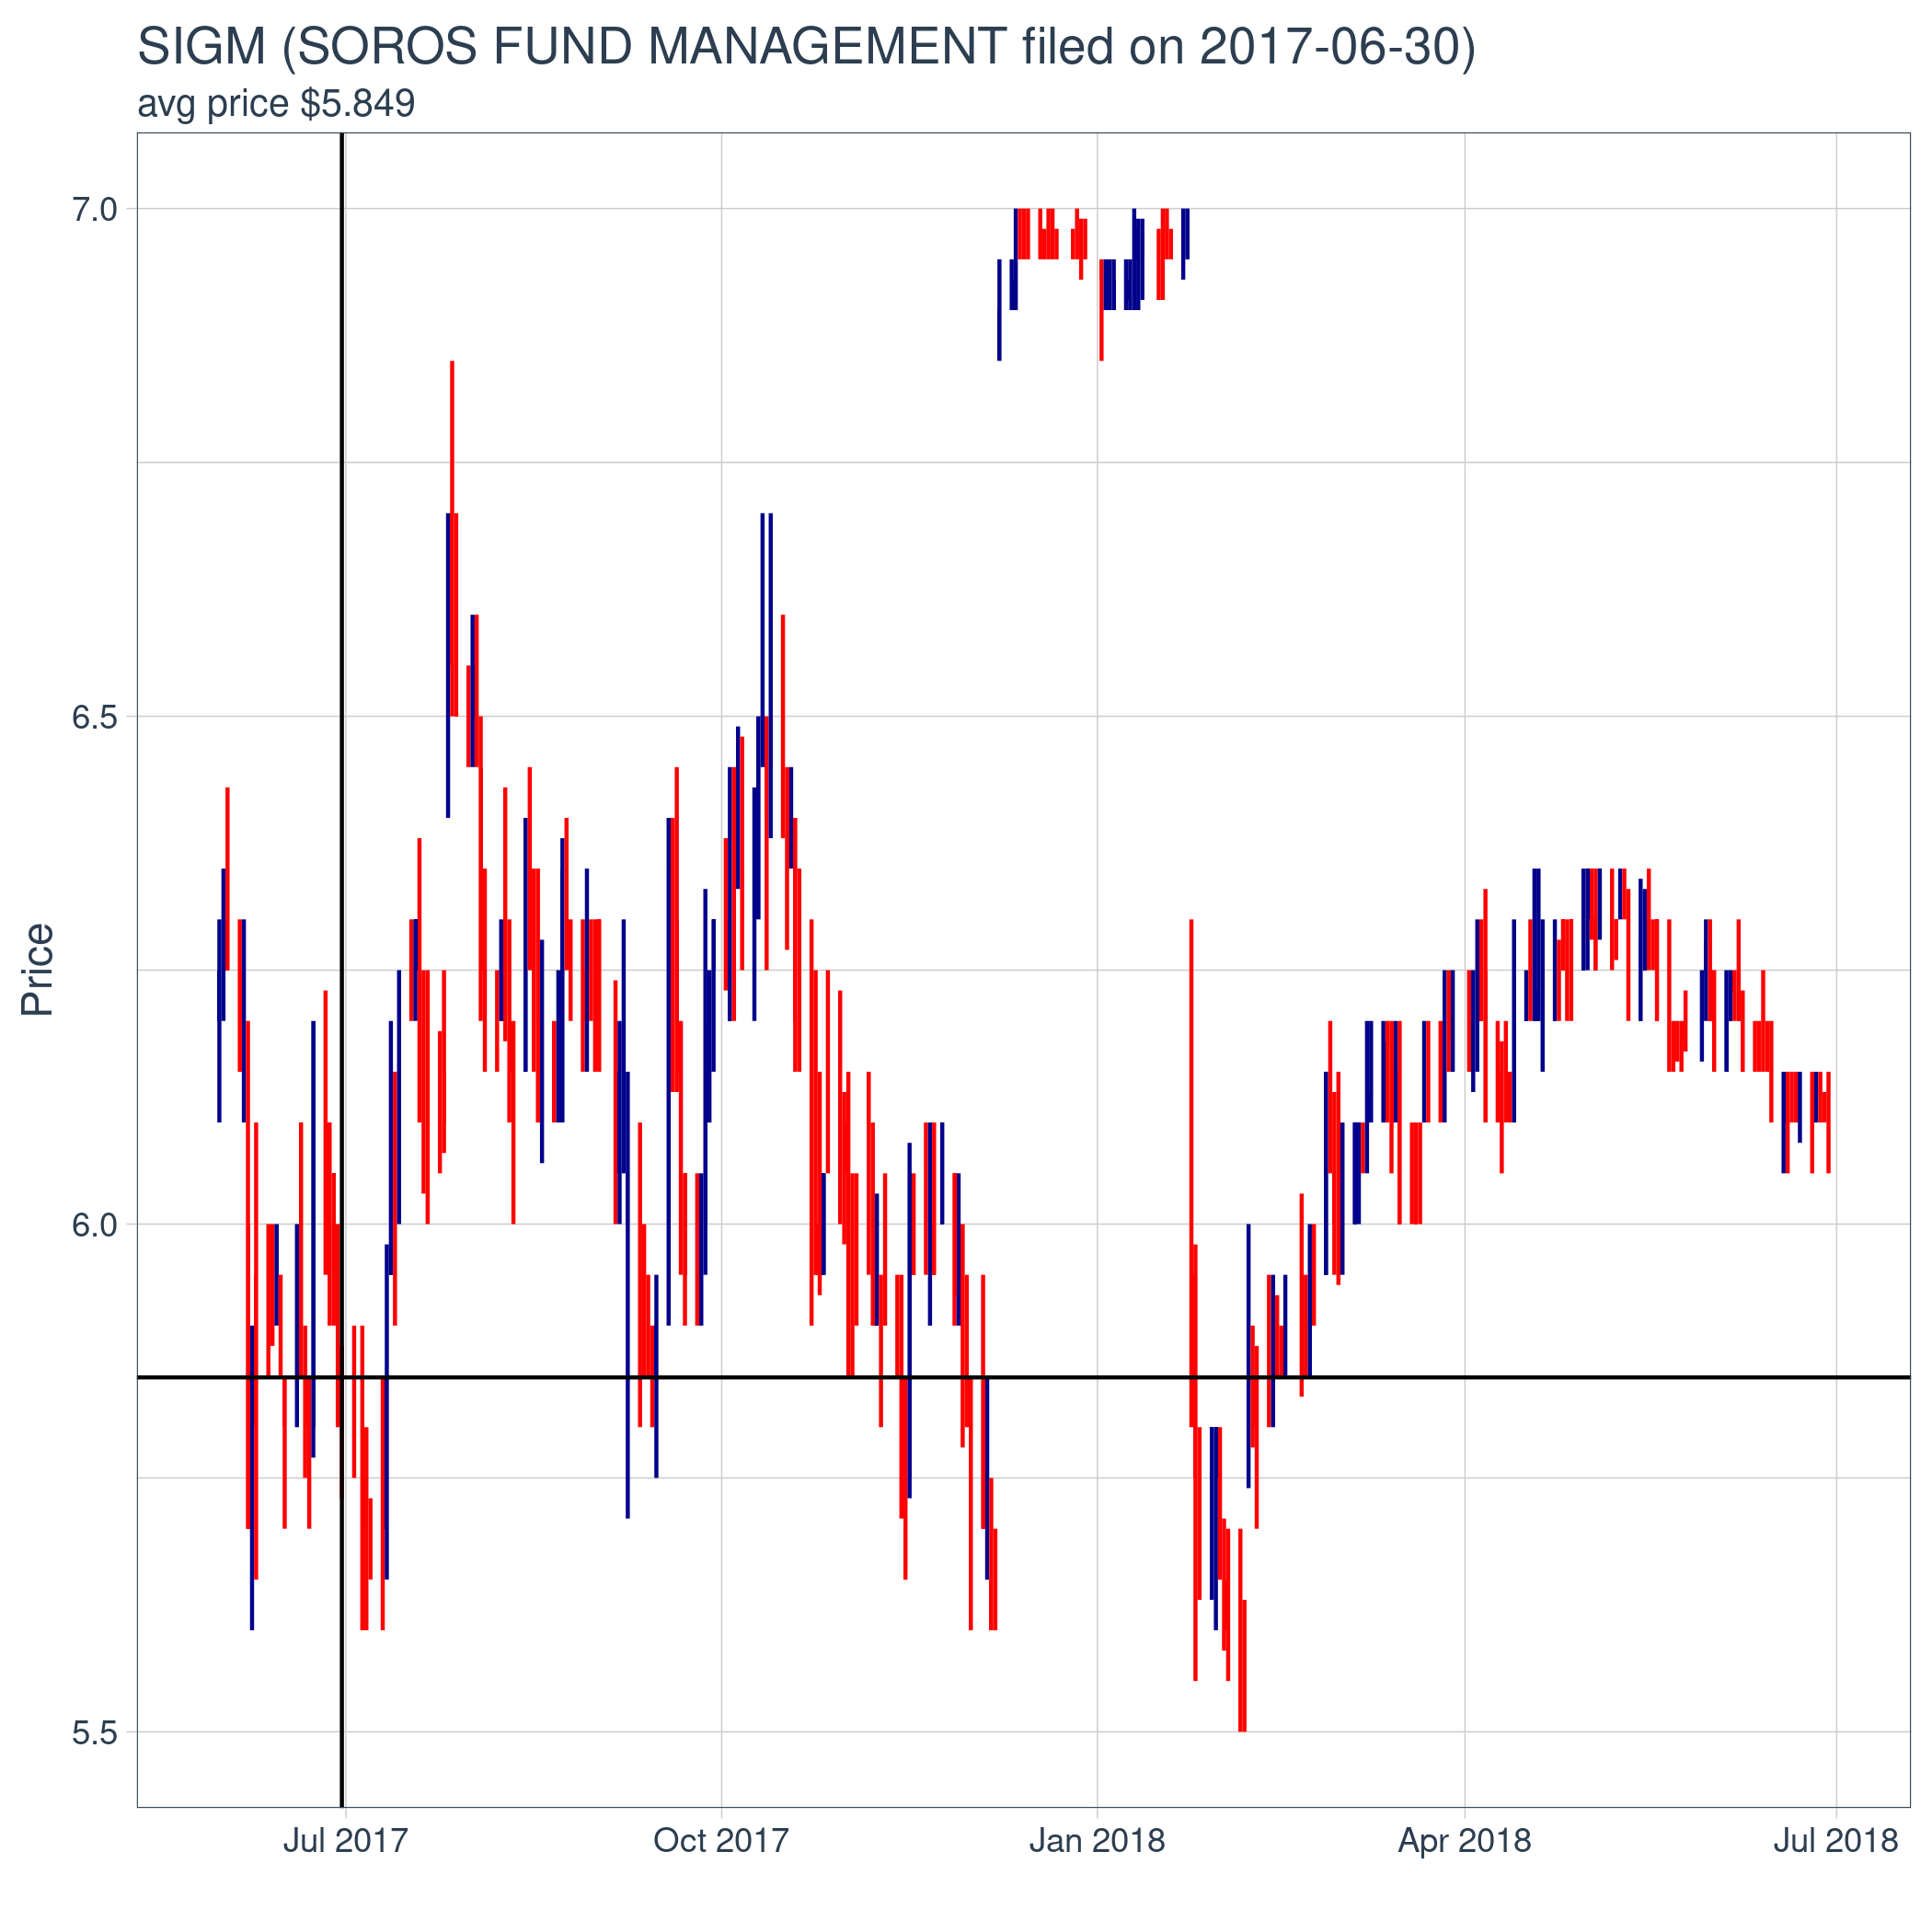 SIGM (SOROS FUND MANAGEMENT filed on 2017-06-30)
avg price $5.849
7.0
6.5
6.0
5.5
Price
Jul 2017 Oct 2017 Jan 2018 Apr 2018 Jul 2018